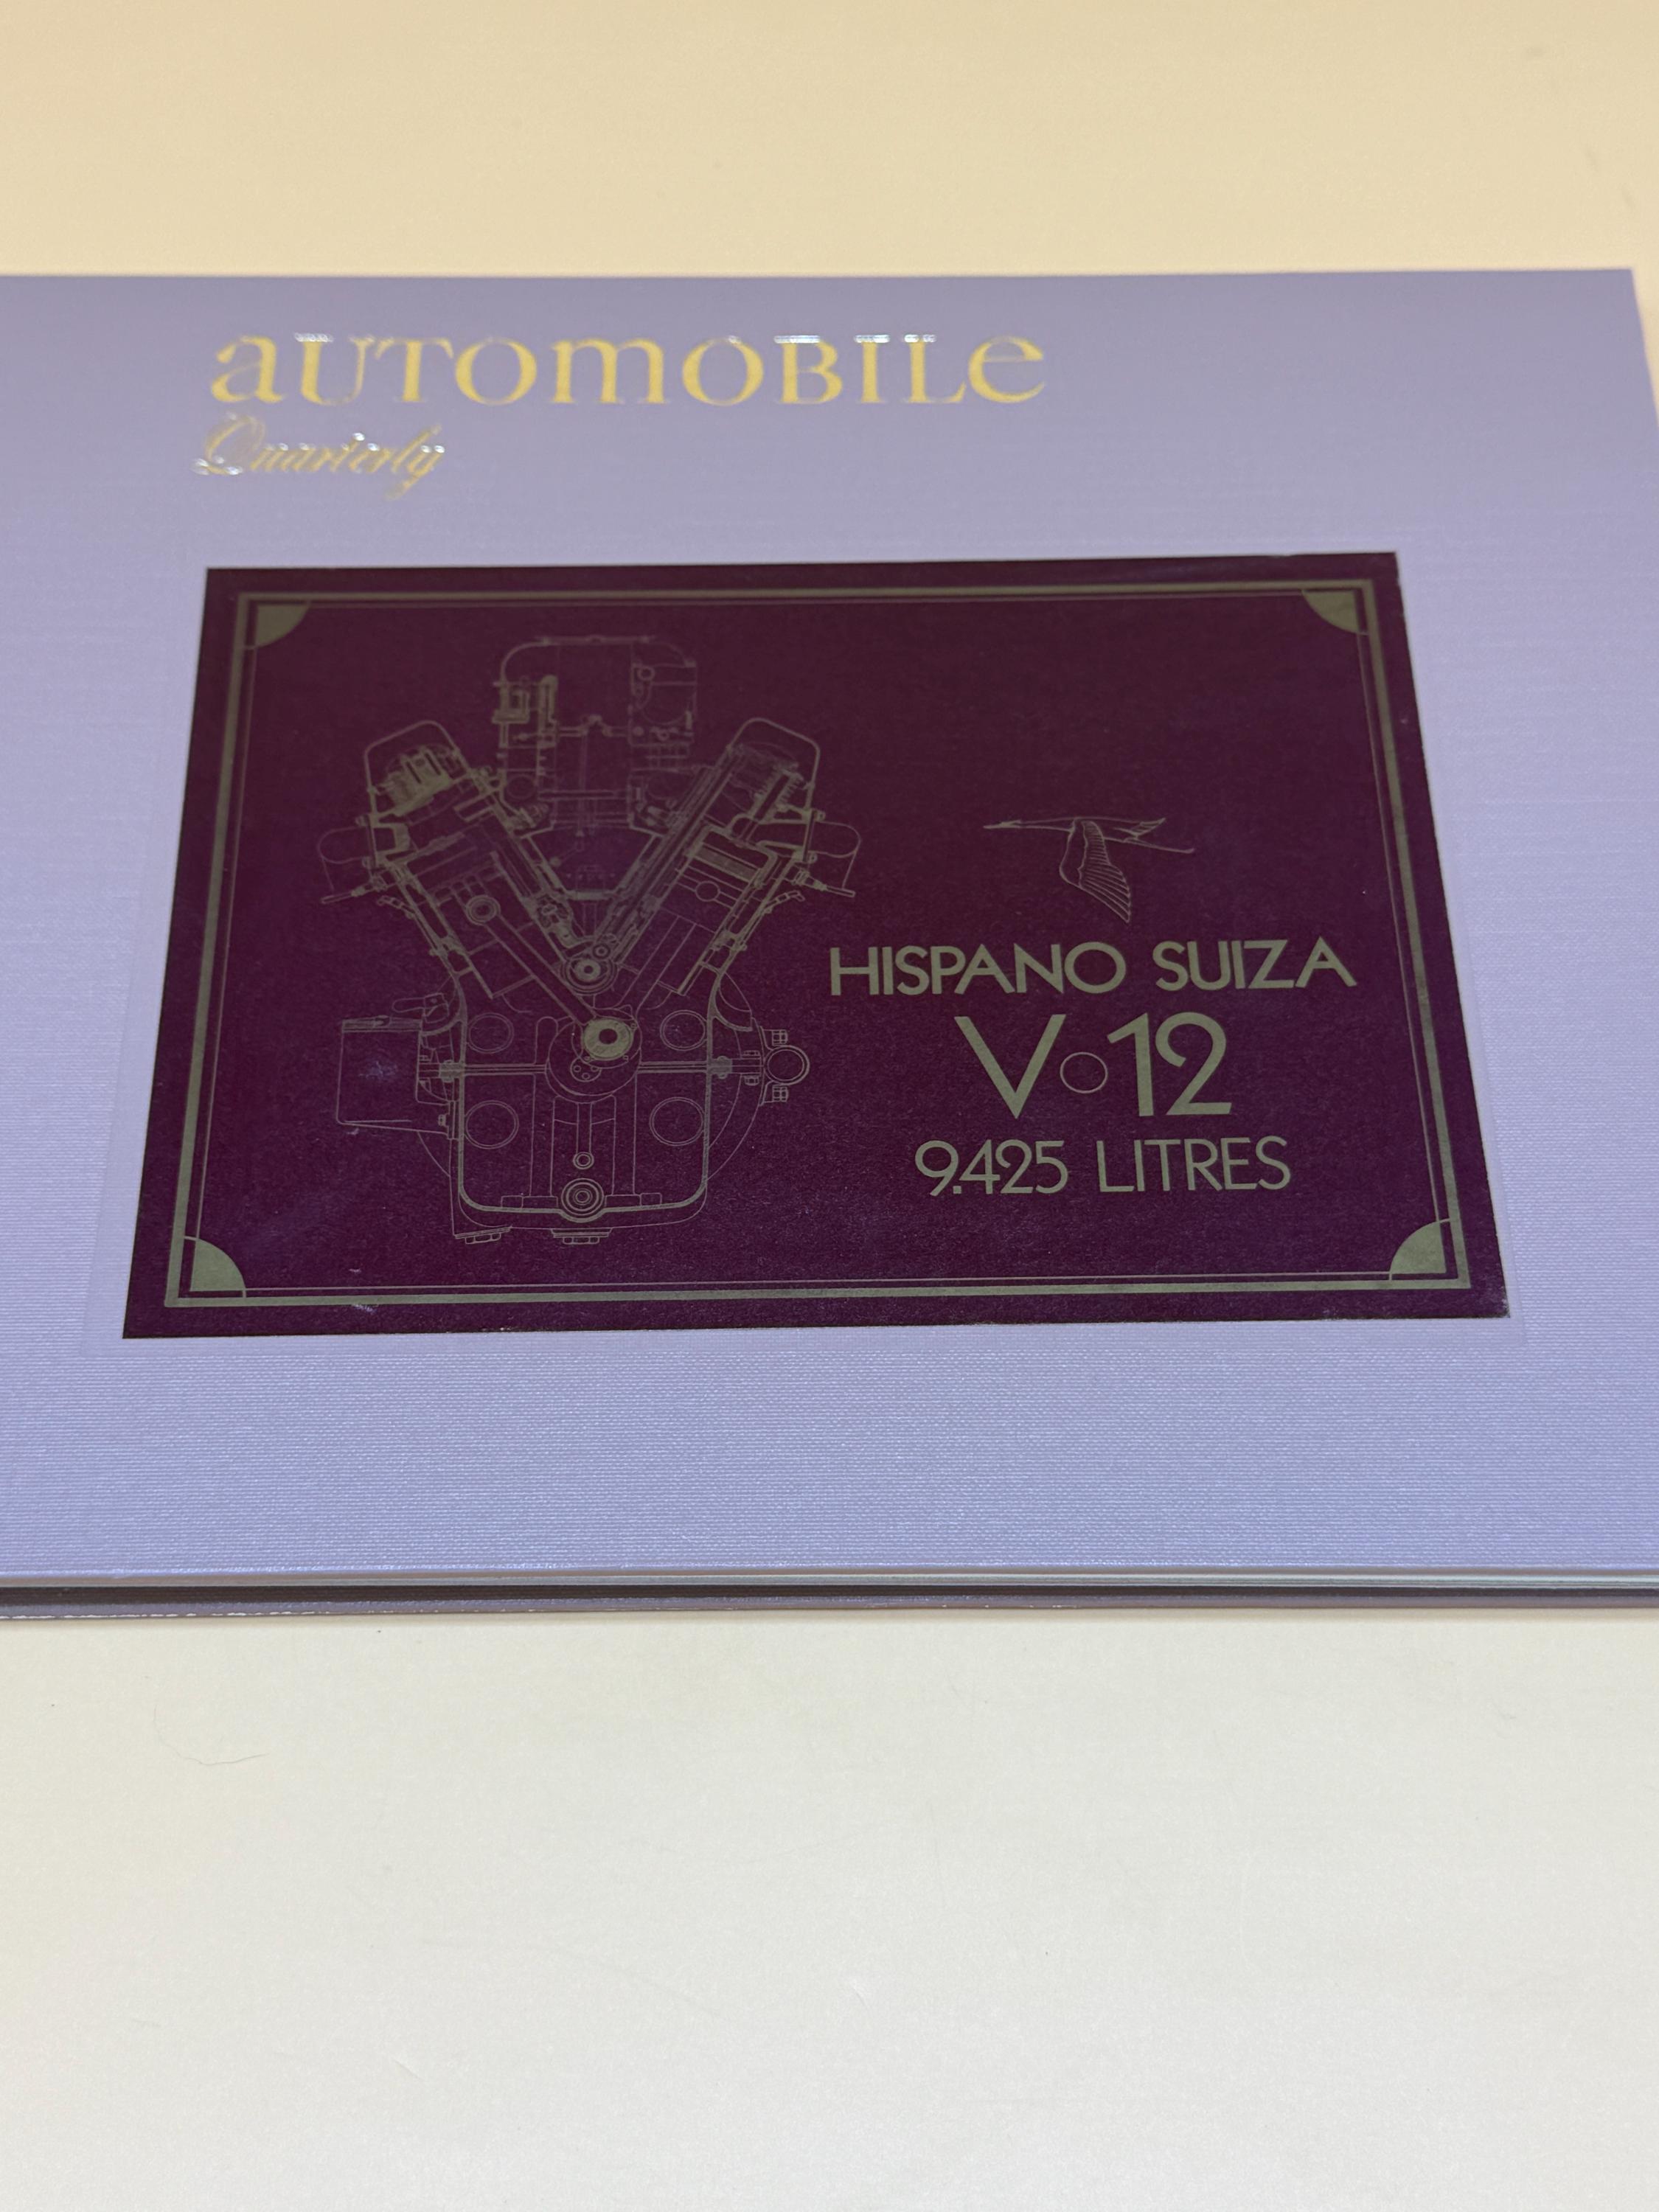 aUTOmOBILe
Quarterly
HISPANO SUIZA
V○12
9.425 LITRES